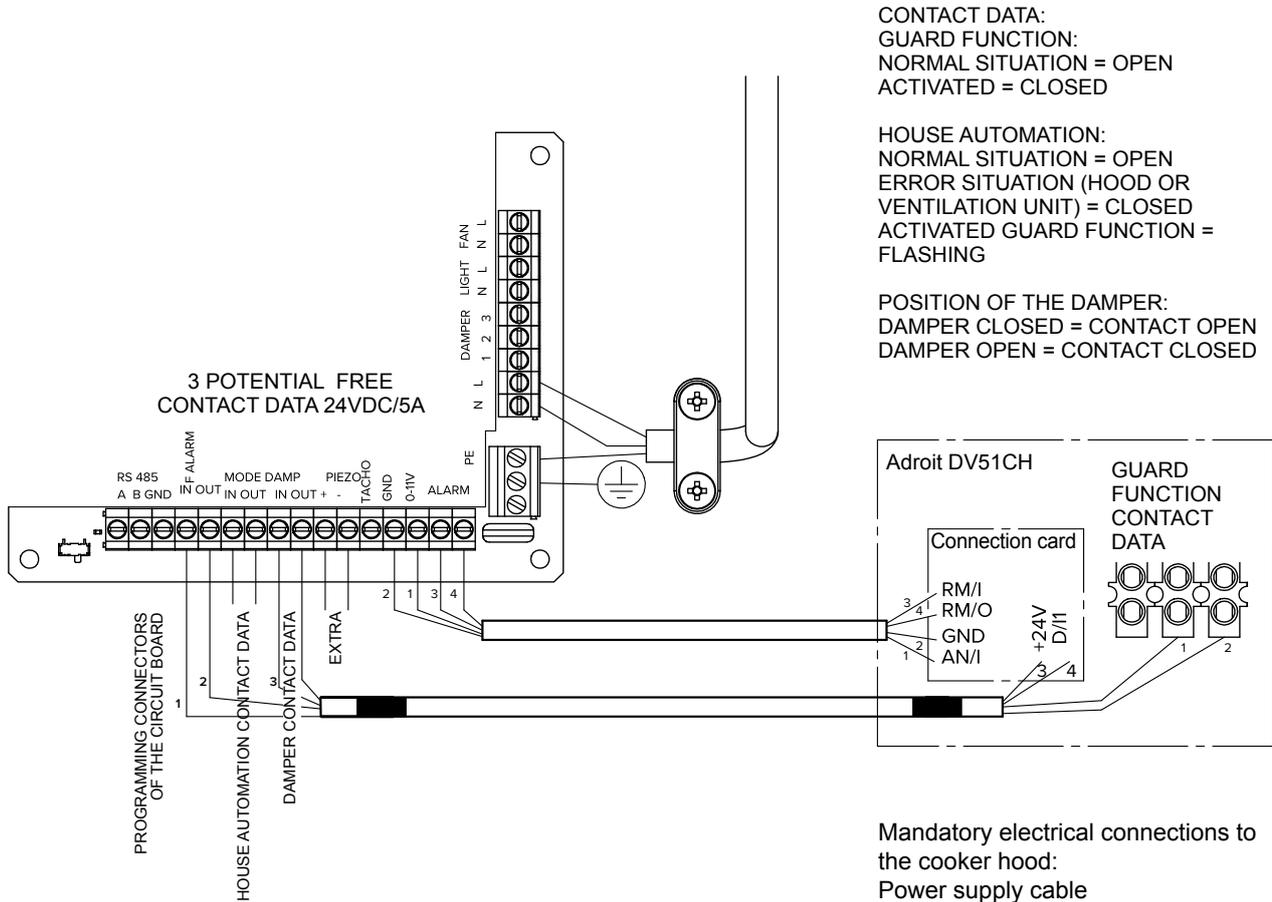 CONTACT DATA:
GUARD FUNCTION:
NORMAL SITUATION = OPEN
ACTIVATED = CLOSED
HOUSE AUTOMATION:
NORMAL SITUATION = OPEN
ERROR SITUATION (HOOD OR
VENTILATION UNIT) = CLOSED
ACTIVATED GUARD FUNCTION =
FLASHING
POSITION OF THE DAMPER:
DAMPER CLOSED = CONTACT OPEN
DAMPER OPEN = CONTACT CLOSED
FAN
N L
LIGHT
N L
DAMPER
1 2 3
N L
PE
3 POTENTIAL FREE
CONTACT DATA 24VDC/5A
RS 485
A B GND
F ALARM
IN OUT
MODE
IN OUT
DAMP
IN OUT
PIEZO
+ -
TACHO
GND
0-11V
ALARM
2 1 3 4
PROGRAMMING CONNECTORS
OF THE CIRCUIT BOARD
1
2
HOUSE AUTOMATION CONTACT DATA
3
DAMPER CONTACT DATA
EXTRA
Adroit DV51CH
Connection card
3 RM/I
4 RM/O
2 GND
1 AN/I
+24V
D/I1
3 4
GUARD
FUNCTION
CONTACT
DATA
1 2
Mandatory electrical connections to
the cooker hood:
Power supply cable